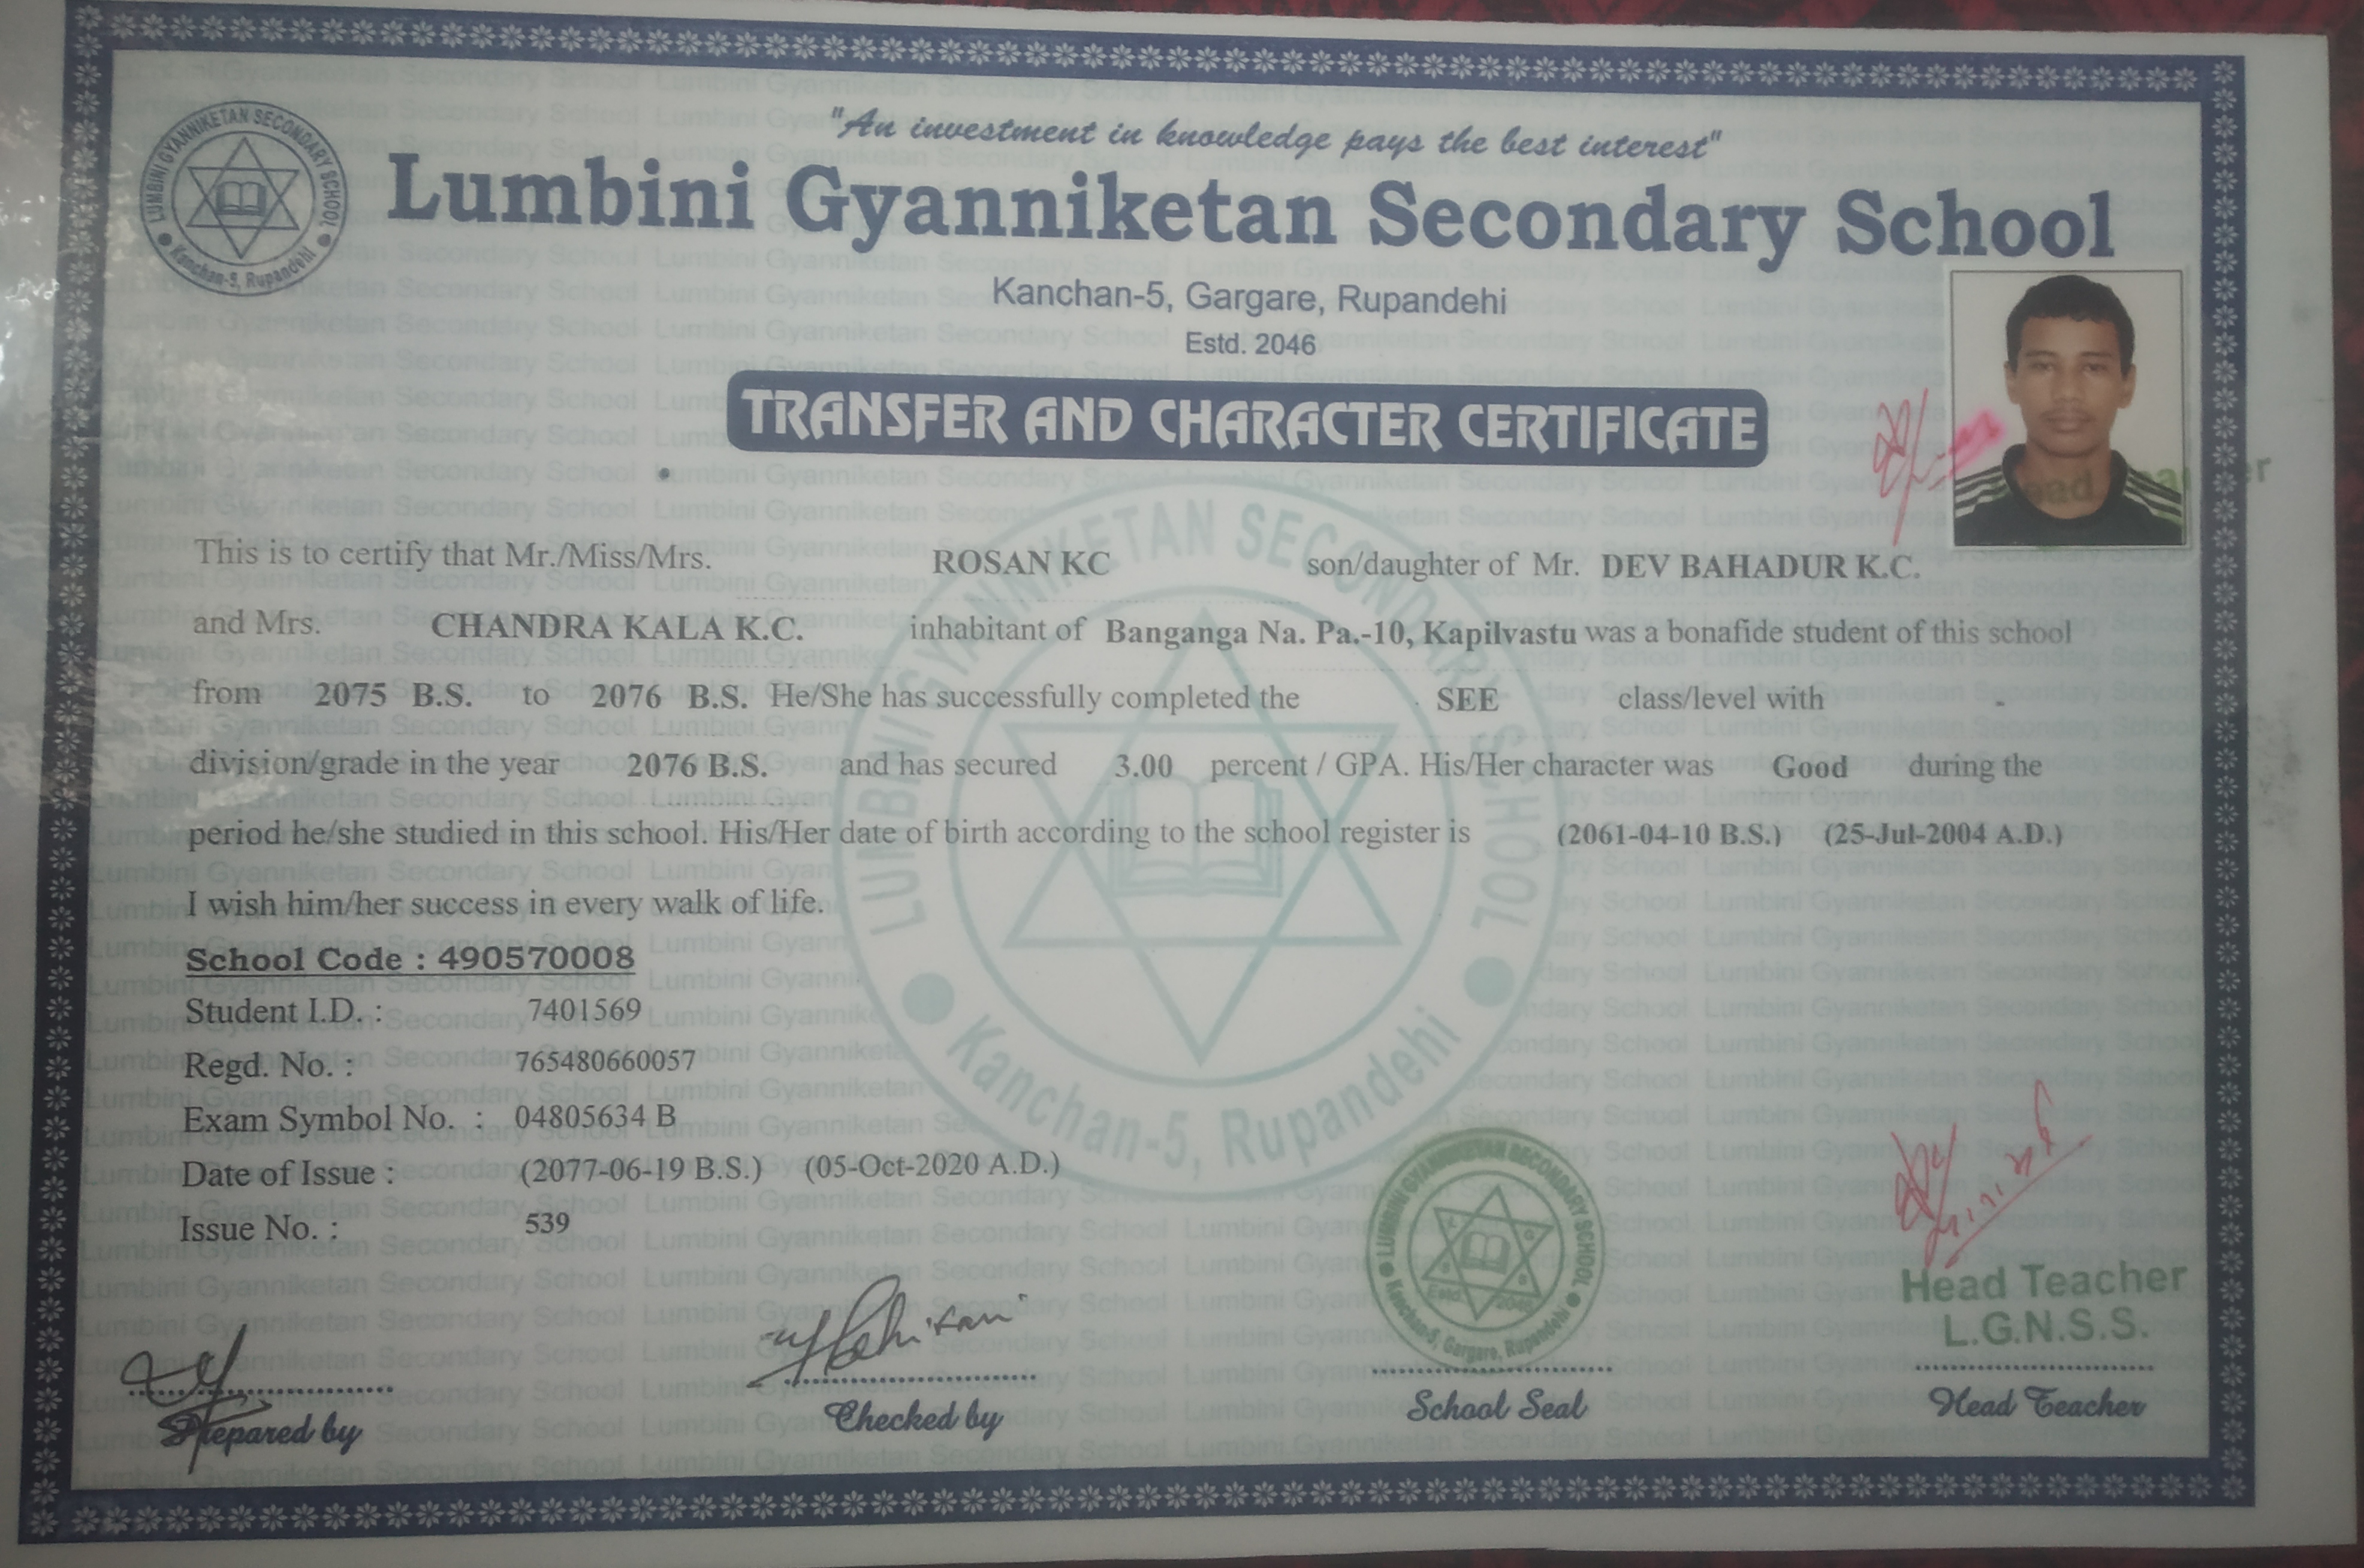 "An investment in knowledge pays the best interest"
Lumbini Gyanniketan Secondary School
LUMBINI GYANNIKETAN SECONDARY SCHOOL
Kanchan-5, Rupandehi
Kanchan-5, Gargare, Rupandehi
Estd. 2046
TRANSFER AND CHARACTER CERTIFICATE
This is to certify that Mr./Miss/Mrs. ROSAN KC son/daughter of Mr. DEV BAHADUR K.C.
and Mrs. CHANDRA KALA K.C. inhabitant of Banganga Na. Pa.-10, Kapilvastu was a bonafide student of this school
from 2075 B.S. to 2076 B.S. He/She has successfully completed the SEE class/level with -
division/grade in the year 2076 B.S. and has secured 3.00 percent / GPA. His/Her character was Good during the
period he/she studied in this school. His/Her date of birth according to the school register is (2061-04-10 B.S.) (25-Jul-2004 A.D.)
I wish him/her success in every walk of life.
School Code : 490570008
Student I.D. : 7401569
Regd. No. : 765480660057
Exam Symbol No. : 04805634 B
Date of Issue : (2077-06-19 B.S.) (05-Oct-2020 A.D.)
Issue No. : 539
LUMBINI GYANNIKETAN SECONDARY SCHOOL
Kanchan-5, Rupandehi
LUMBINI GYANNIKETAN SECONDARY SCHOOL
Estd. 2046
Kanchan-5, Gargare, Rupandehi
Head Teacher
L.G.N.S.S.
Prepared by
Checked by
School Seal
Head Teacher